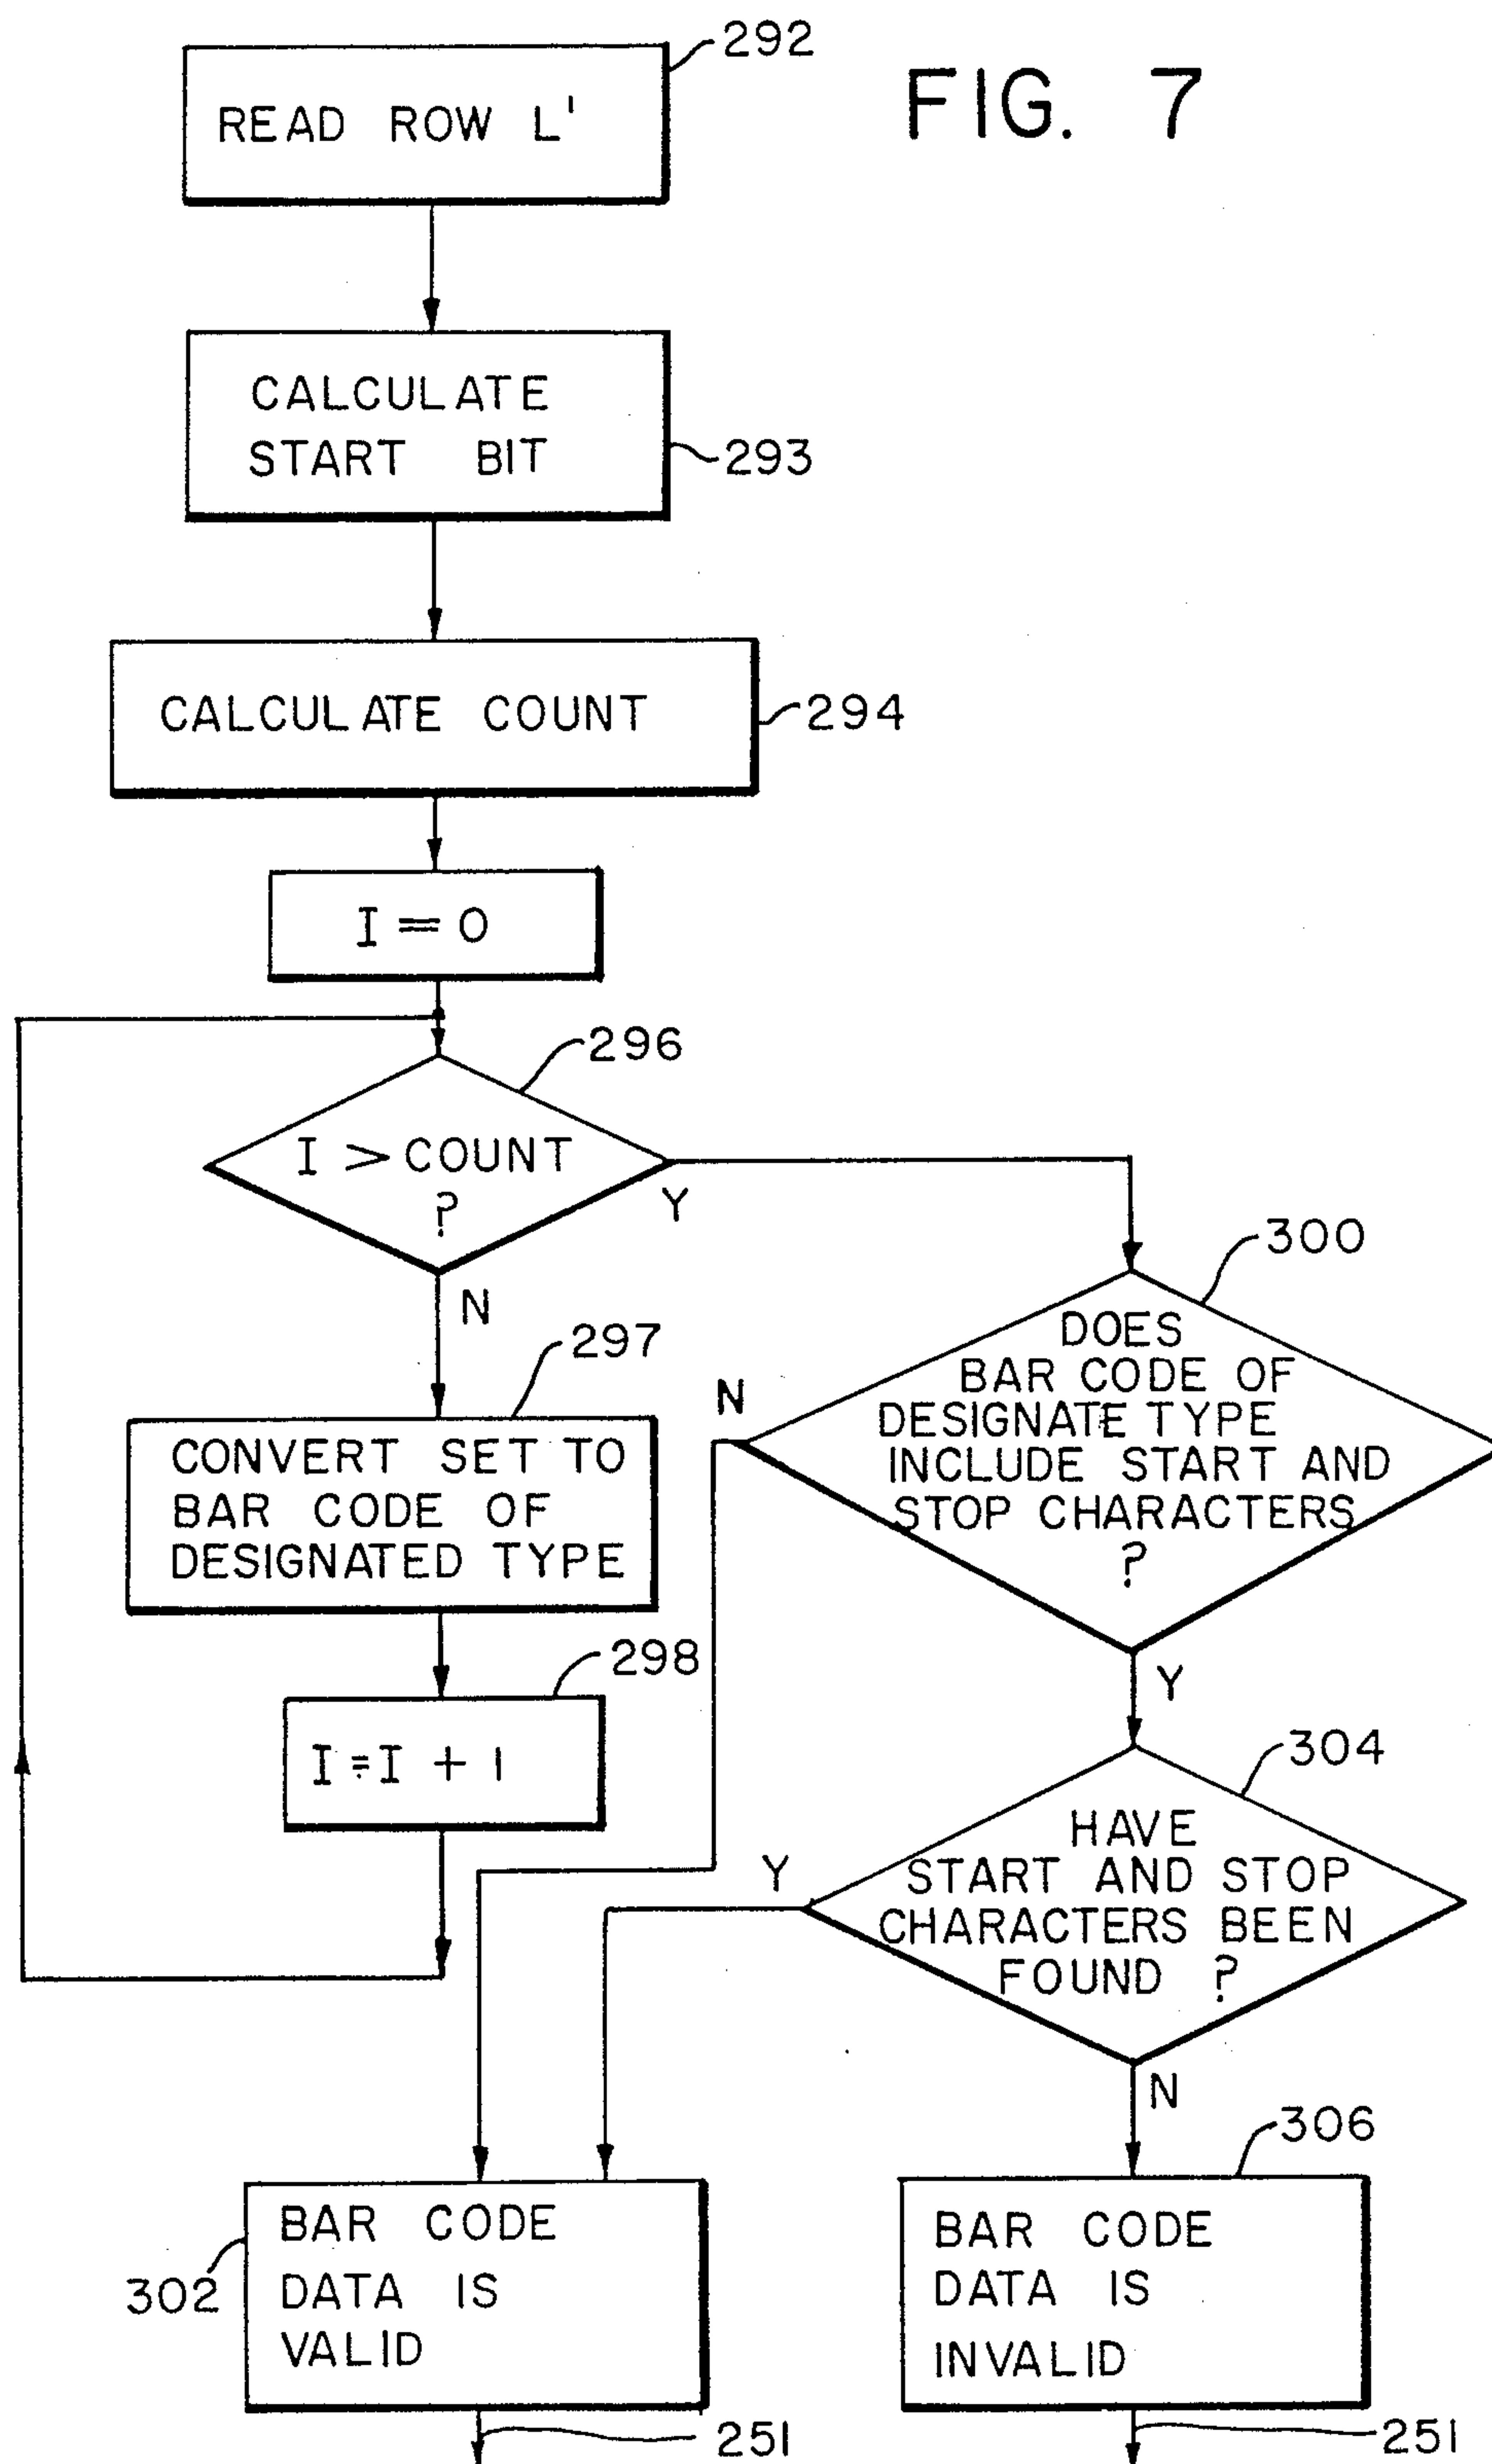 292
FIG. 7
READ ROW L'
CALCULATE
START BIT
293
CALCULATE COUNT
294
I = 0
296
I > COUNT
?
Y
N
300
DOES
BAR CODE OF
DESIGNATE TYPE
INCLUDE START AND
STOP CHARACTERS
?
N
Y
297
CONVERT SET TO
BAR CODE OF
DESIGNATED TYPE
298
I = I + 1
304
HAVE
START AND STOP
CHARACTERS BEEN
FOUND ?
Y
N
302
BAR CODE
DATA IS
VALID
251
306
BAR CODE
DATA IS
INVALID
251